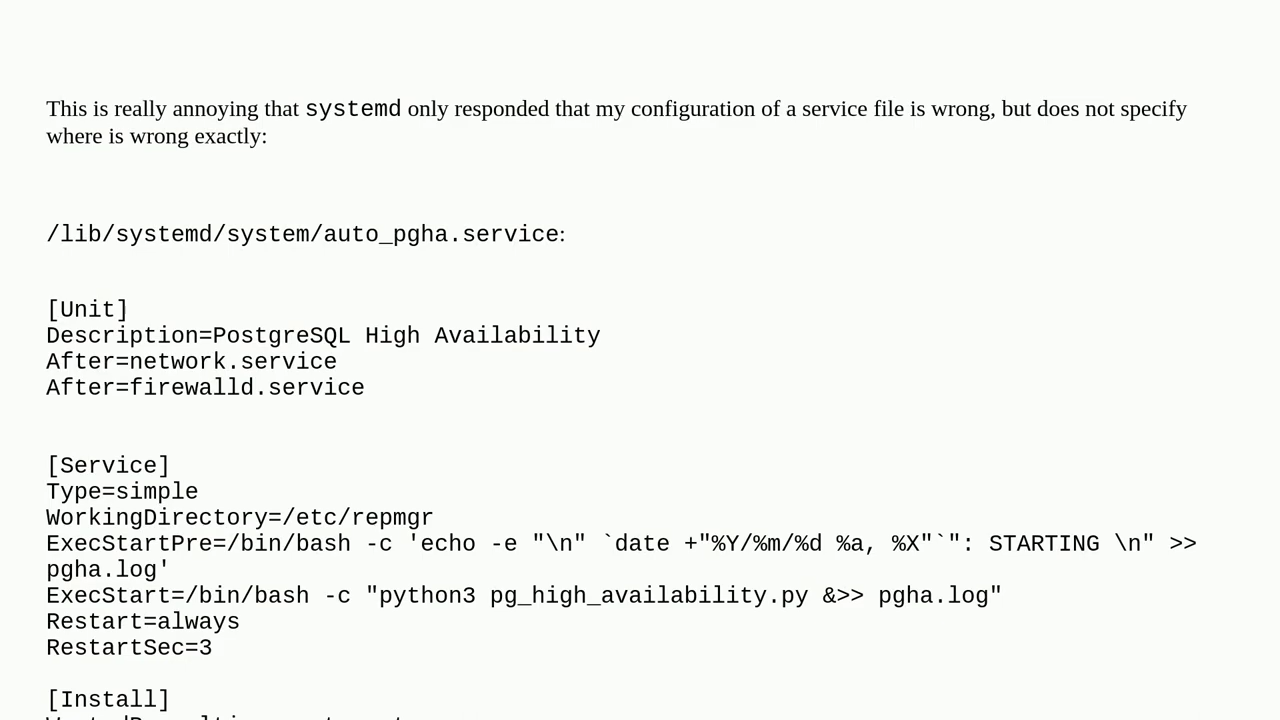 This is really annoying that systemd only responded that my configuration of a service file is wrong, but does not specify
where is wrong exactly:
/lib/systemd/system/auto_pgha.service:
[Unit]
Description=PostgreSQL High Availability
After=network.service
After=firewalld.service
[Service]
Type=simple
WorkingDirectory=/etc/repmgr
ExecStartPre=/bin/bash -c 'echo -e "\n" `date +"%Y/%m/%d %a, %X"`": STARTING \n" >>
pgha.log'
ExecStart=/bin/bash -c "python3 pg_high_availability.py &>> pgha.log"
Restart=always
RestartSec=3
[Install]